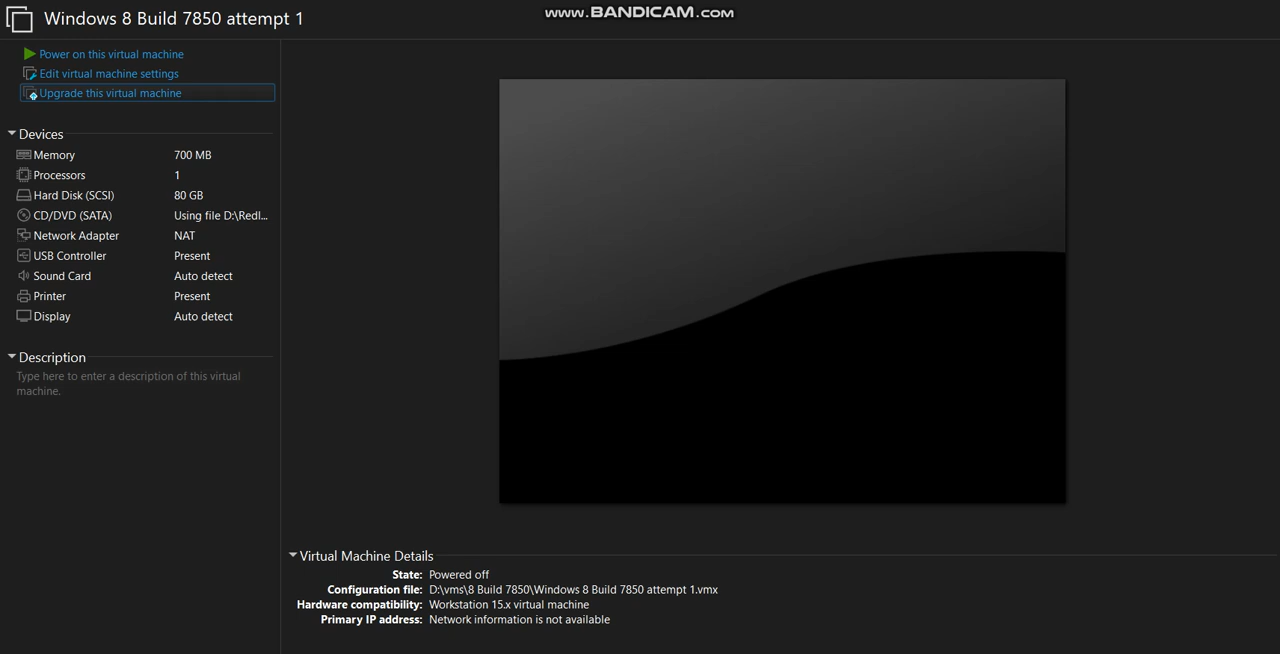 Windows 8 Build 7850 attempt 1
www.BANDICAM.com
Power on this virtual machine
Edit virtual machine settings
Upgrade this virtual machine
Devices
Memory 700 MB
Processors 1
Hard Disk (SCSI) 80 GB
CD/DVD (SATA) Using file D:\Redl...
Network Adapter NAT
USB Controller Present
Sound Card Auto detect
Printer Present
Display Auto detect
Description
Type here to enter a description of this virtual
machine.
Virtual Machine Details
State: Powered off
Configuration file: D:\vms\8 Build 7850\Windows 8 Build 7850 attempt 1.vmx
Hardware compatibility: Workstation 15.x virtual machine
Primary IP address: Network information is not available